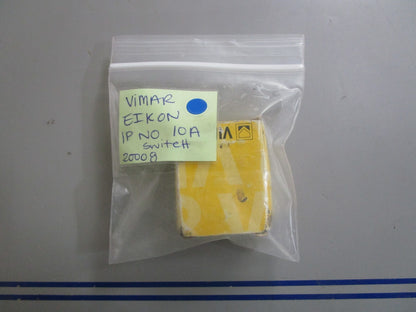 VIMAR
EIKON
1P NO 10A
SWITCH
20008